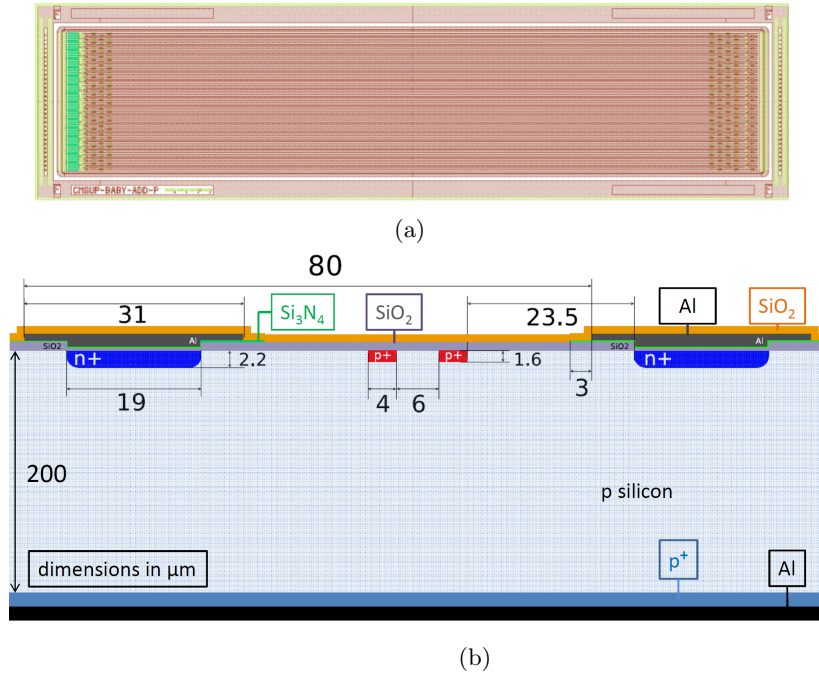 CMSUP-BABY-ADD-P
(a)
80
31
Si₃N₄
SiO₂
23.5
Al
SiO₂
SiO2
Al
SiO2
Al
n+
2.2
p+
p+
1.6
n+
19
4
6
3
200
p silicon
dimensions in µm
p⁺
Al
(b)